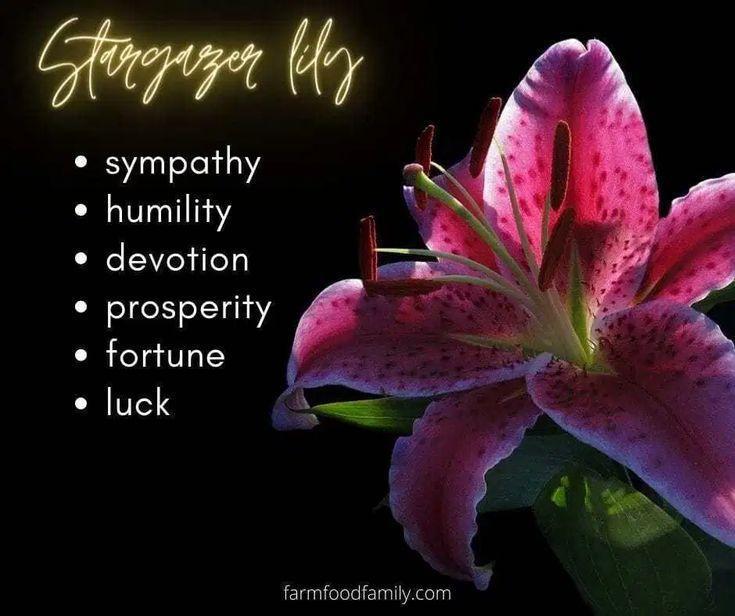 Stargazer lily
• sympathy
• humility
• devotion
• prosperity
• fortune
• luck
farmfoodfamily.com